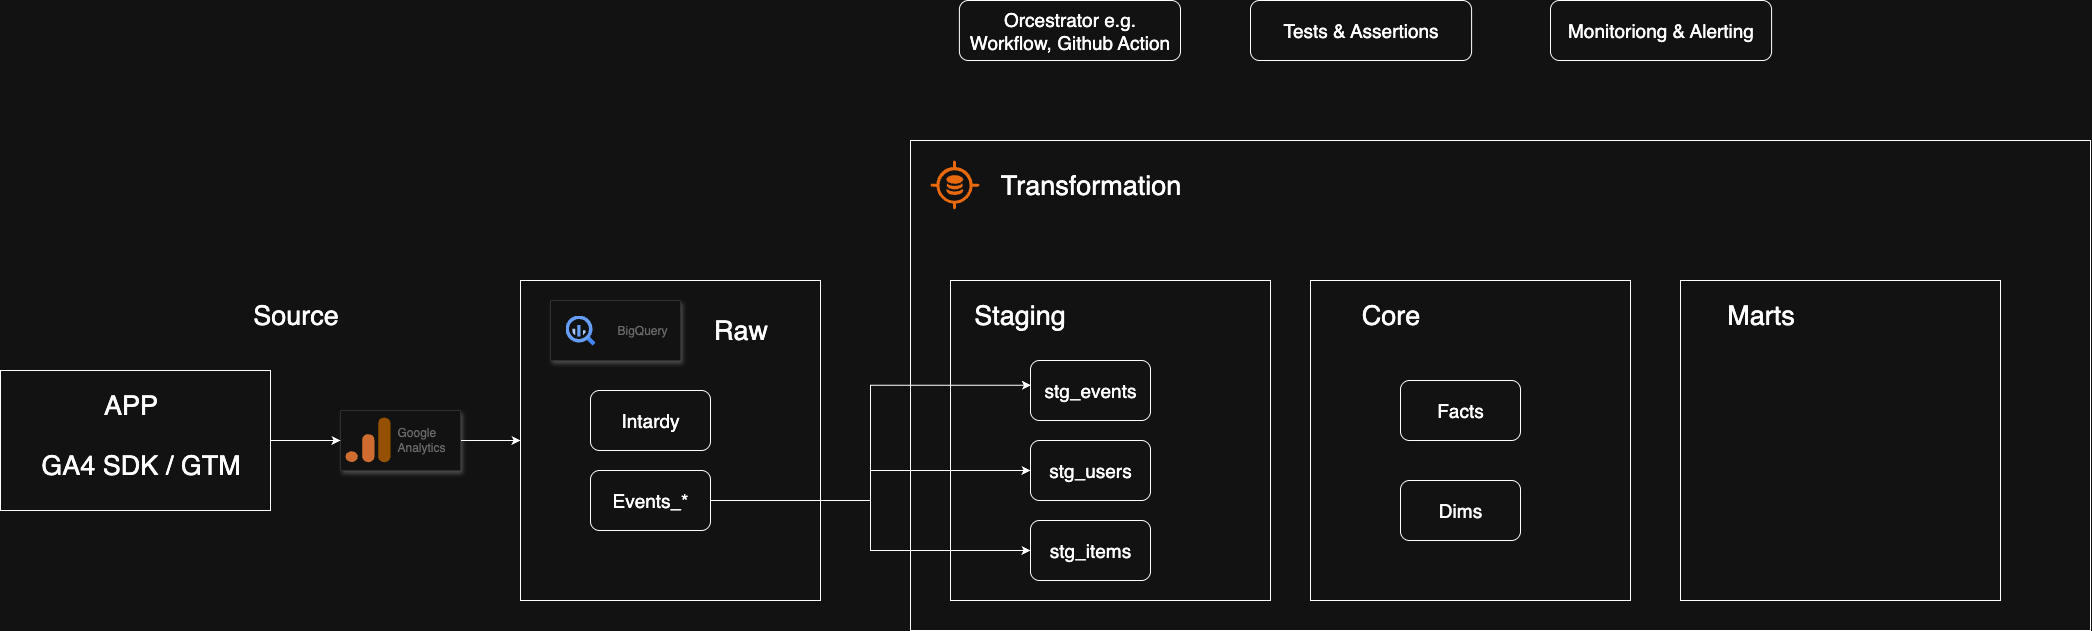 Orcestrator e.g.
Workflow, Github Action
Tests & Assertions
Monitoriong & Alerting
Transformation
Source
APP
GA4 SDK / GTM
Google
Analytics
BigQuery
Raw
Intardy
Events_*
Staging
stg_events
stg_users
stg_items
Core
Facts
Dims
Marts